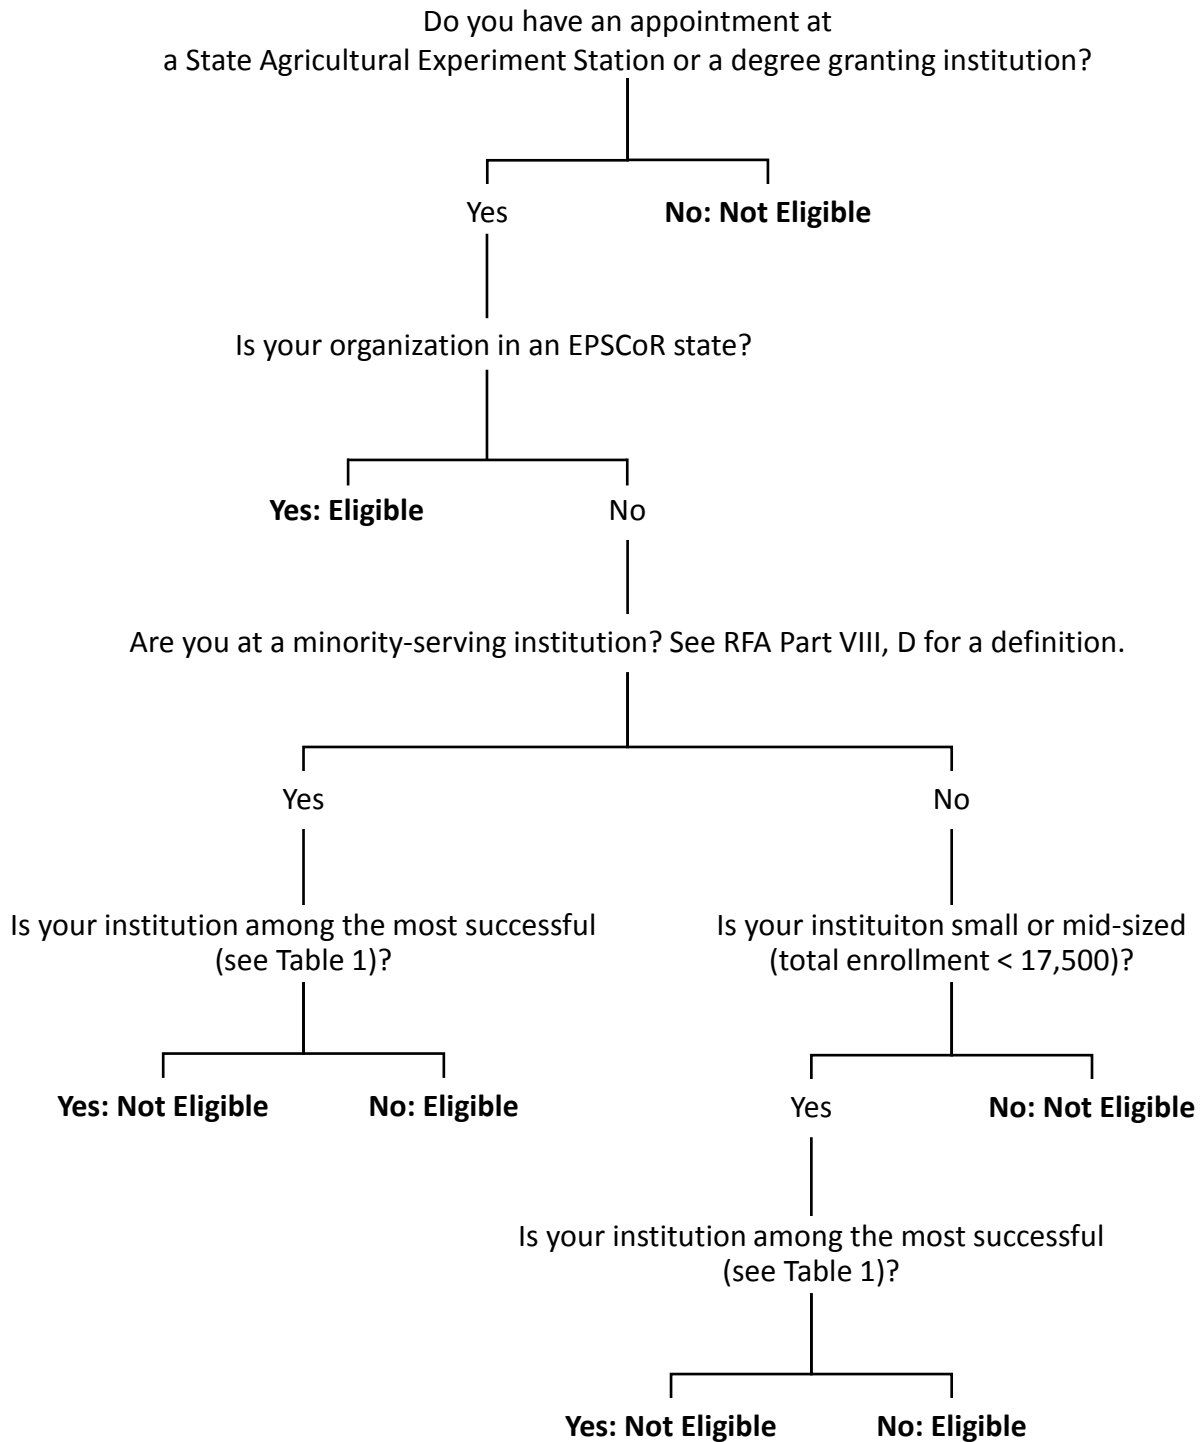 Do you have an appointment at
a State Agricultural Experiment Station or a degree granting institution?
Yes
No: Not Eligible
Is your organization in an EPSCoR state?
Yes: Eligible
No
Are you at a minority-serving institution? See RFA Part VIII, D for a definition.
Yes
No
Is your institution among the most successful
(see Table 1)?
Is your instituiton small or mid-sized
(total enrollment < 17,500)?
Yes: Not Eligible
No: Eligible
Yes
No: Not Eligible
Is your institution among the most successful
(see Table 1)?
Yes: Not Eligible
No: Eligible